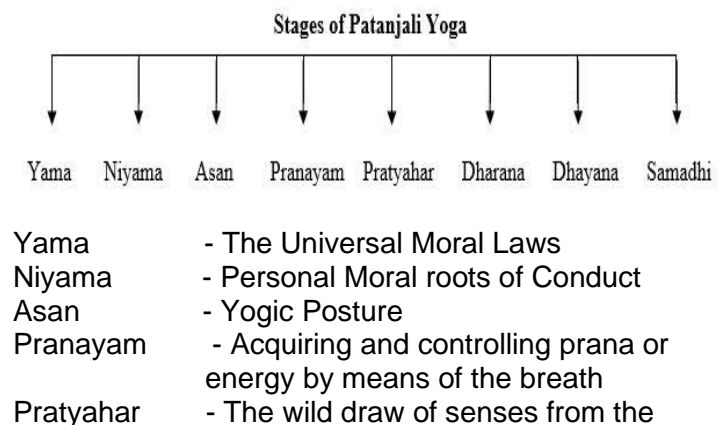 Stages of Patanjali Yoga
Yama Niyama Asan Pranayam Pratyahar Dharana Dhayana Samadhi
Yama - The Universal Moral Laws
Niyama - Personal Moral roots of Conduct
Asan - Yogic Posture
Pranayam - Acquiring and controlling prana or
energy by means of the breath
Pratyahar - The wild draw of senses from the